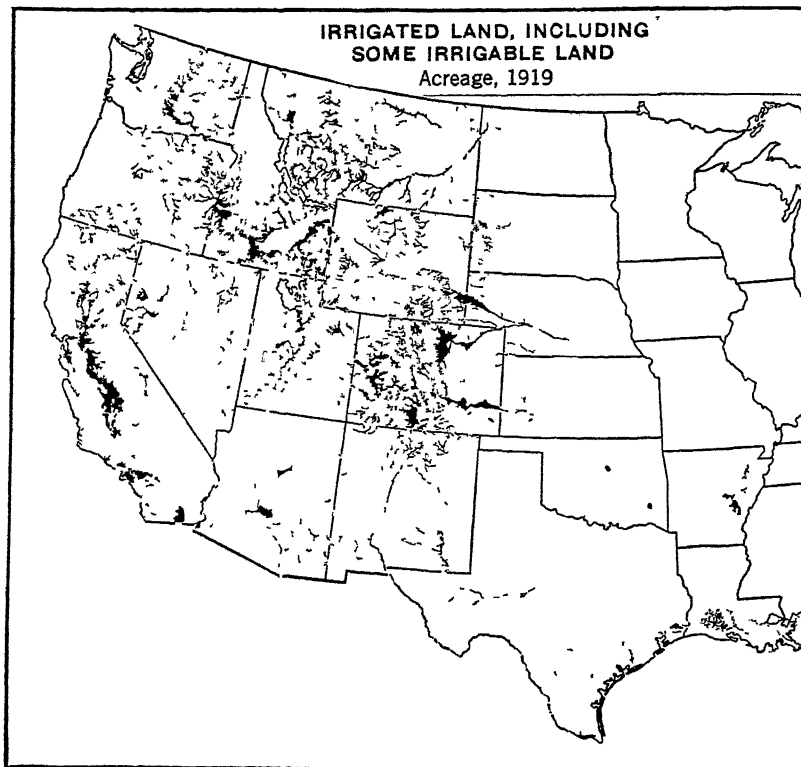 IRRIGATED LAND, INCLUDING
SOME IRRIGABLE LAND
Acreage, 1919